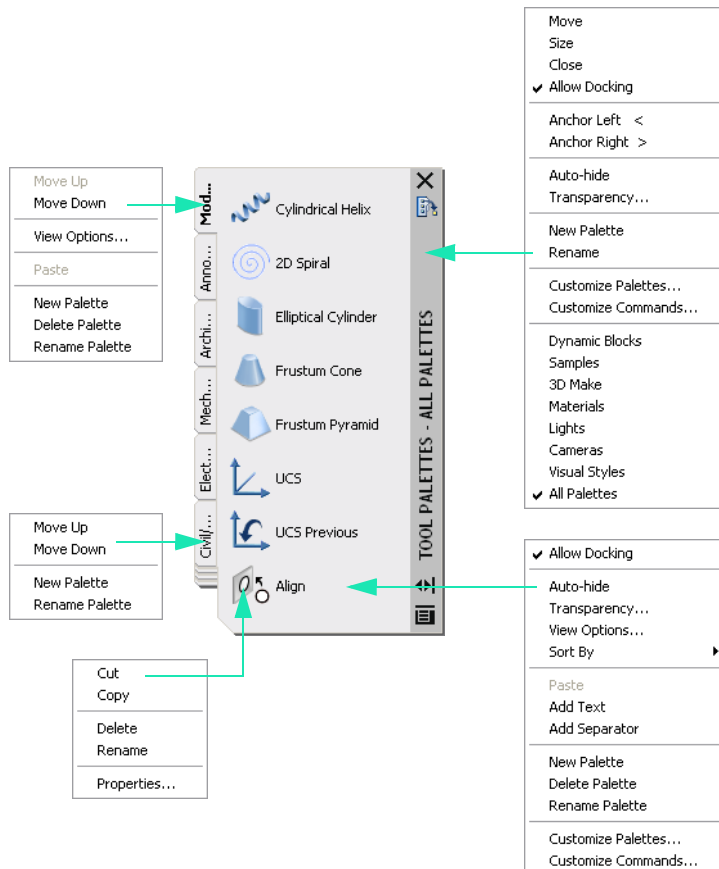 Move
Size
Close
Allow Docking
Anchor Left <
Anchor Right >
Auto-hide
Transparency...
New Palette
Rename
Customize Palettes...
Customize Commands...
Dynamic Blocks
Samples
3D Make
Materials
Lights
Cameras
Visual Styles
All Palettes
Move Up
Move Down
View Options...
Paste
New Palette
Delete Palette
Rename Palette
Mod...
Anno...
Archi...
Mech...
Elect...
Civil/...
Cylindrical Helix
2D Spiral
Elliptical Cylinder
Frustum Cone
Frustum Pyramid
UCS
UCS Previous
Align
TOOL PALETTES - ALL PALETTES
Move Up
Move Down
New Palette
Rename Palette
Allow Docking
Auto-hide
Transparency...
View Options...
Sort By
Paste
Add Text
Add Separator
New Palette
Delete Palette
Rename Palette
Customize Palettes...
Customize Commands...
Cut
Copy
Delete
Rename
Properties...